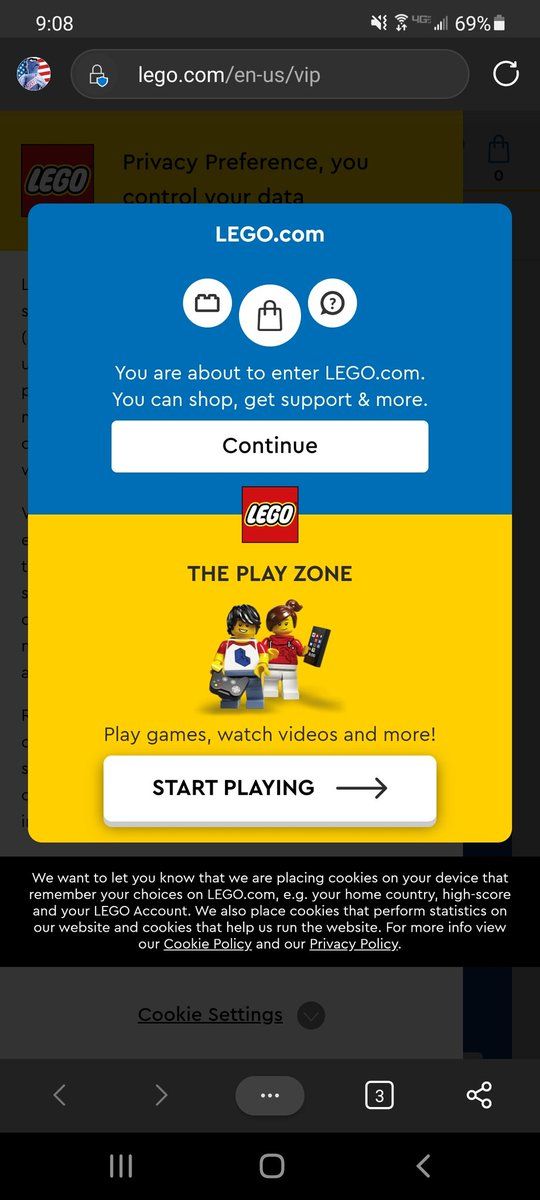 9:08
4G
69%
lego.com/en-us/vip
LEGO
Privacy Preference, you
control your data
0
LEGO.com
You are about to enter LEGO.com.
You can shop, get support & more.
Continue
LEGO
THE PLAY ZONE
Play games, watch videos and more!
START PLAYING
We want to let you know that we are placing cookies on your device that
remember your choices on LEGO.com, e.g. your home country, high-score
and your LEGO Account. We also place cookies that perform statistics on
our website and cookies that help us run the website. For more info view
our Cookie Policy and our Privacy Policy.
Cookie Settings
3